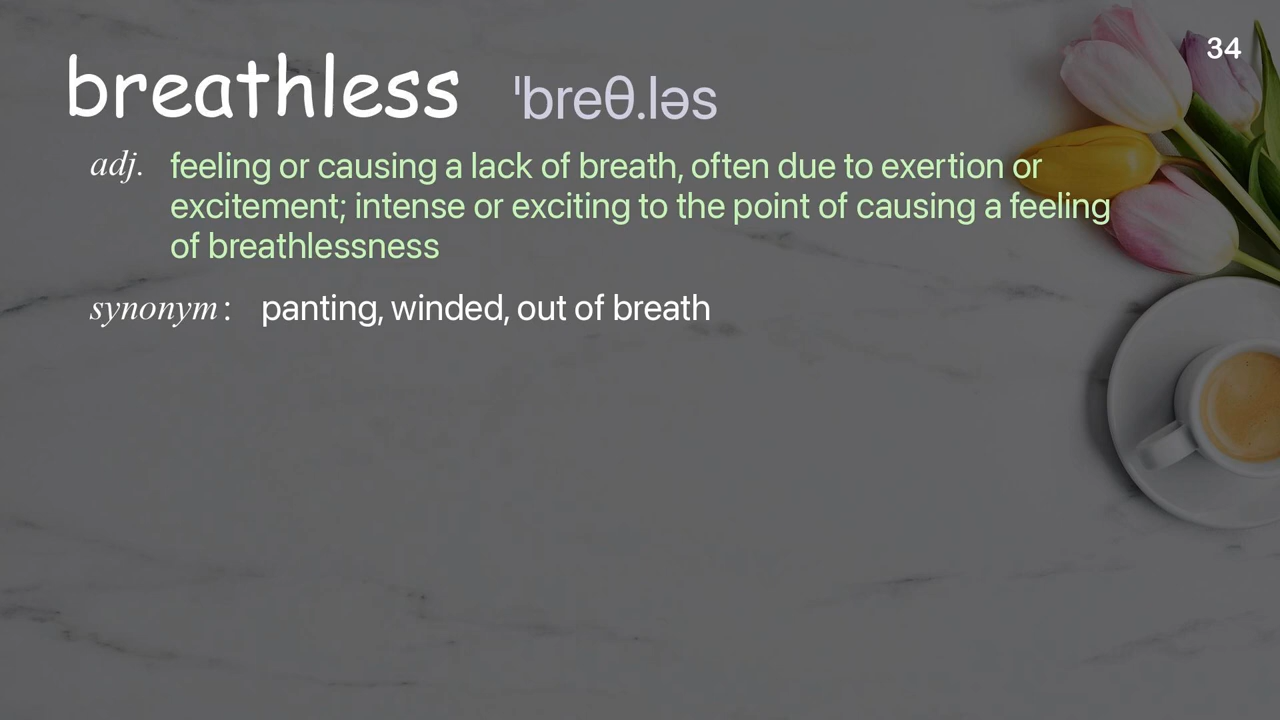 34
breathless ˈbreθ.ləs
adj. feeling or causing a lack of breath, often due to exertion or
excitement; intense or exciting to the point of causing a feeling
of breathlessness
synonym : panting, winded, out of breath